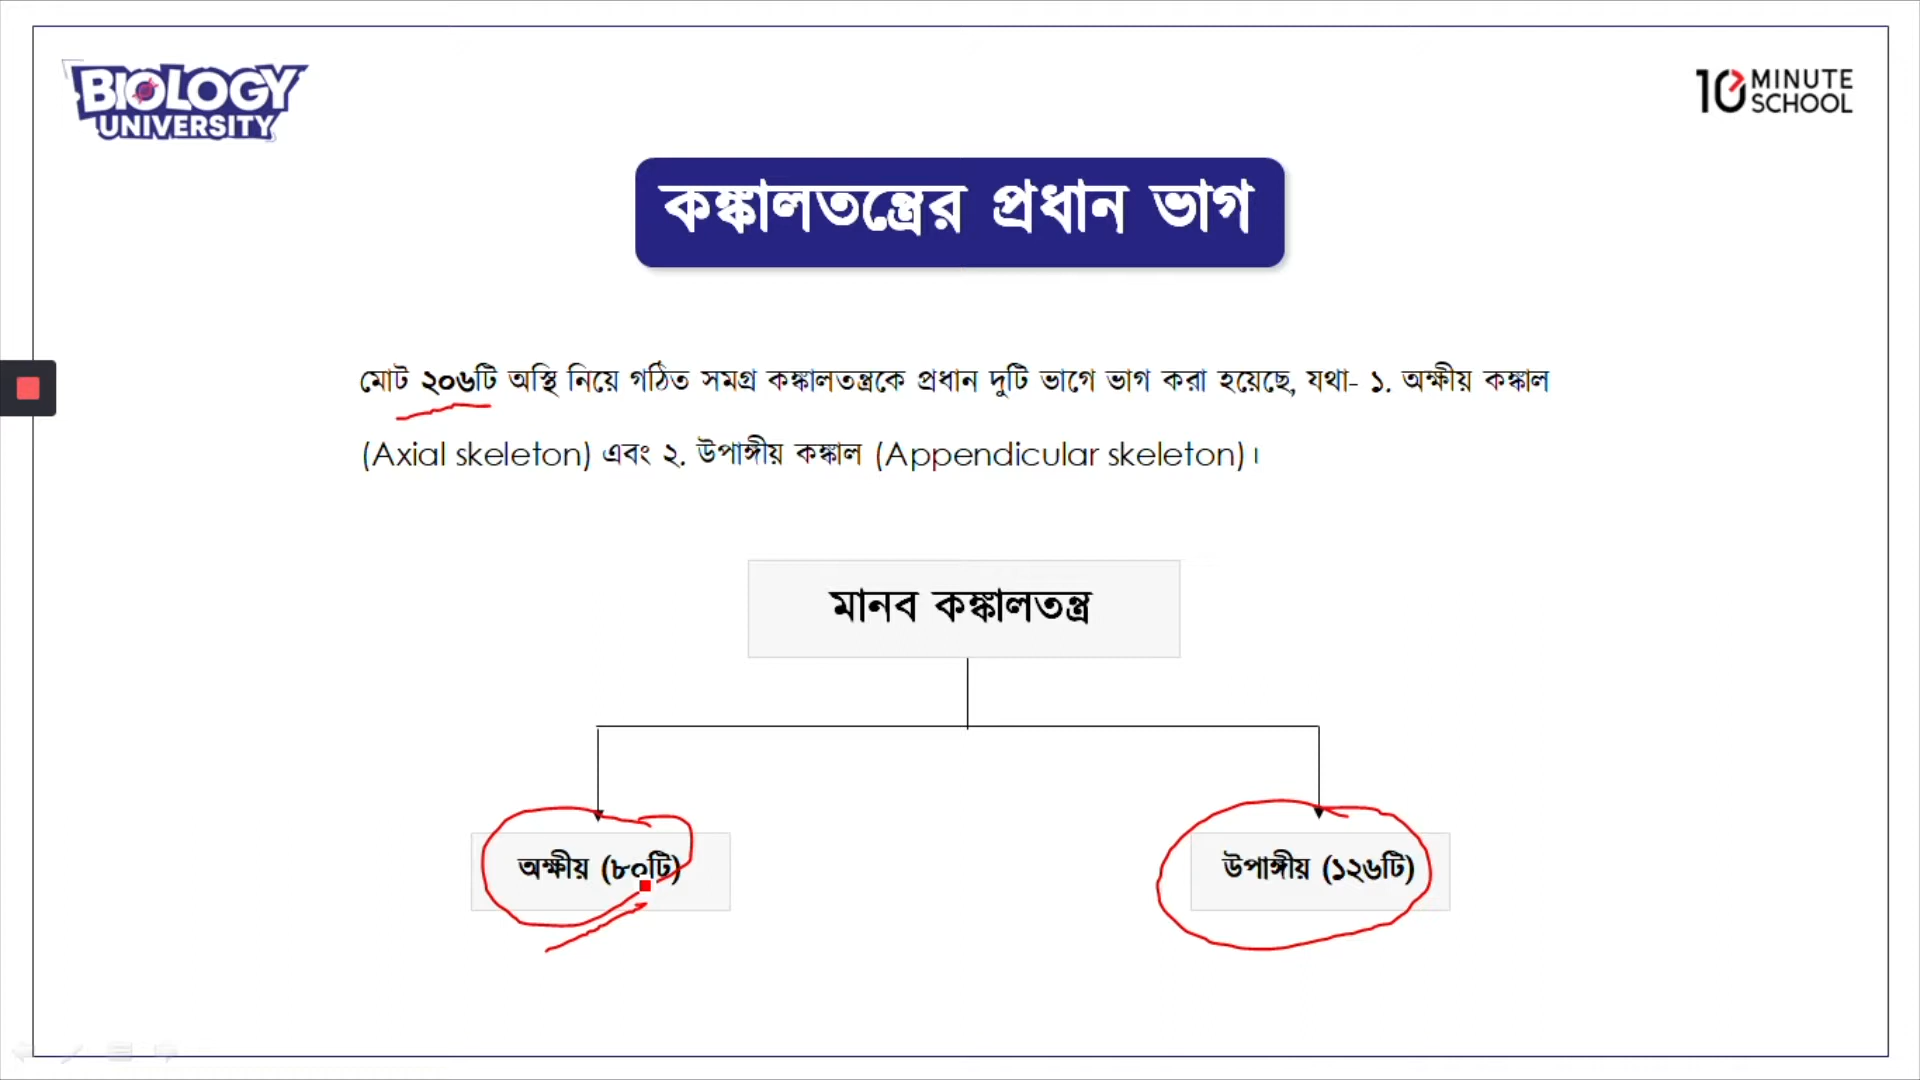 BIOLOGY
UNIVERSITY
10 MINUTE
SCHOOL
কঙ্কালতন্ত্রের প্রধান ভাগ
মোট ২০৬টি অস্থি নিয়ে গঠিত সমগ্র কঙ্কালতন্ত্রকে প্রধান দুটি ভাগে ভাগ করা হয়েছে, যথা- ১. অক্ষীয় কঙ্কাল
(Axial skeleton) এবং ২. উপাঙ্গীয় কঙ্কাল (Appendicular skeleton)।
মানব কঙ্কালতন্ত্র
অক্ষীয় (৮০টি)
উপাঙ্গীয় (১২৬টি)